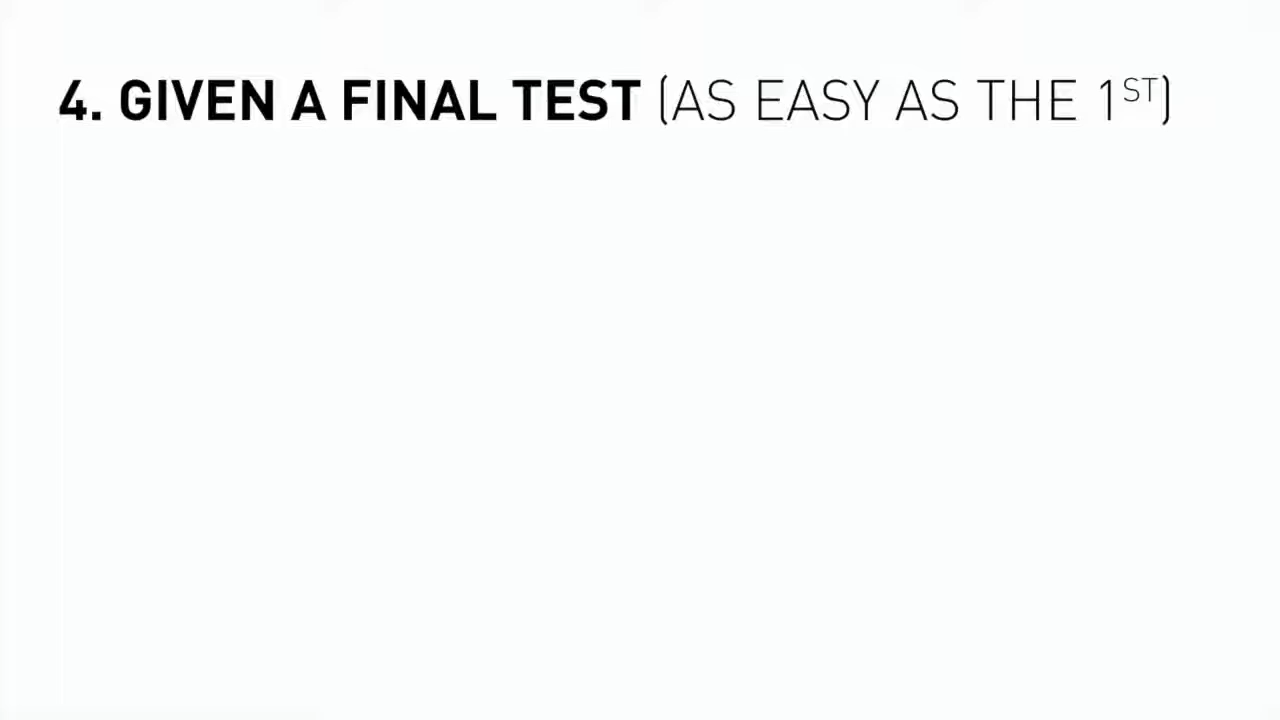 4. GIVEN A FINAL TEST (AS EASY AS THE 1ST)